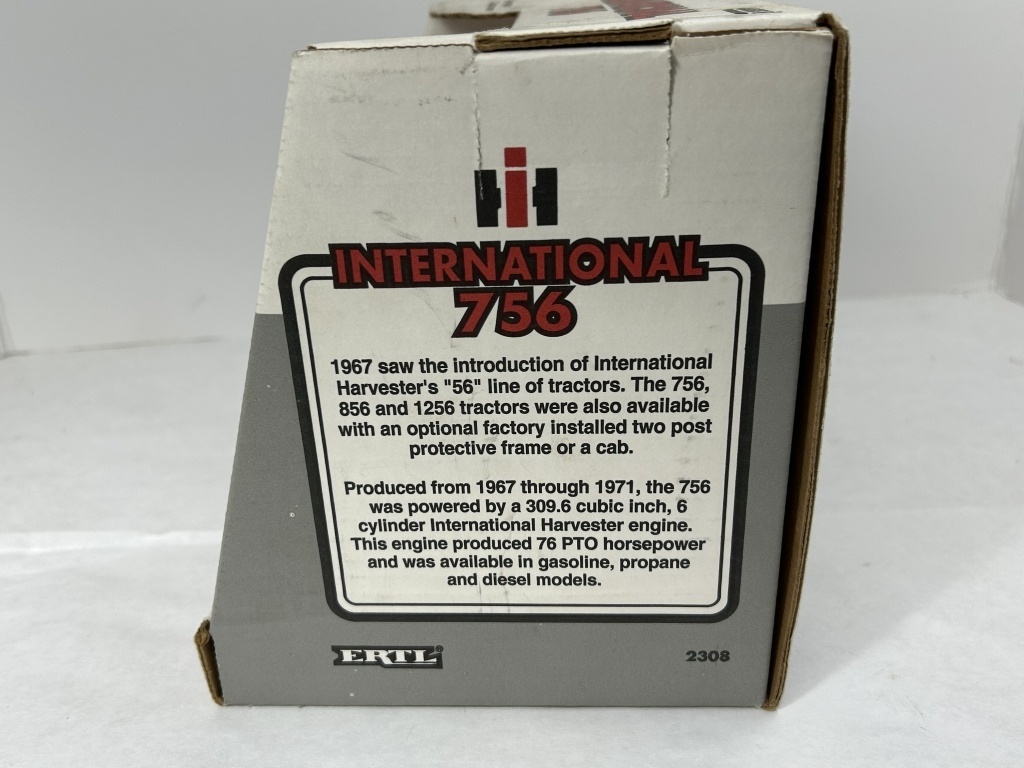 IH
INTERNATIONAL
756
1967 saw the introduction of International
Harvester's "56" line of tractors. The 756,
856 and 1256 tractors were also available
with an optional factory installed two post
protective frame or a cab.
Produced from 1967 through 1971, the 756
was powered by a 309.6 cubic inch, 6
cylinder International Harvester engine.
This engine produced 76 PTO horsepower
and was available in gasoline, propane
and diesel models.
ERTL®
2308